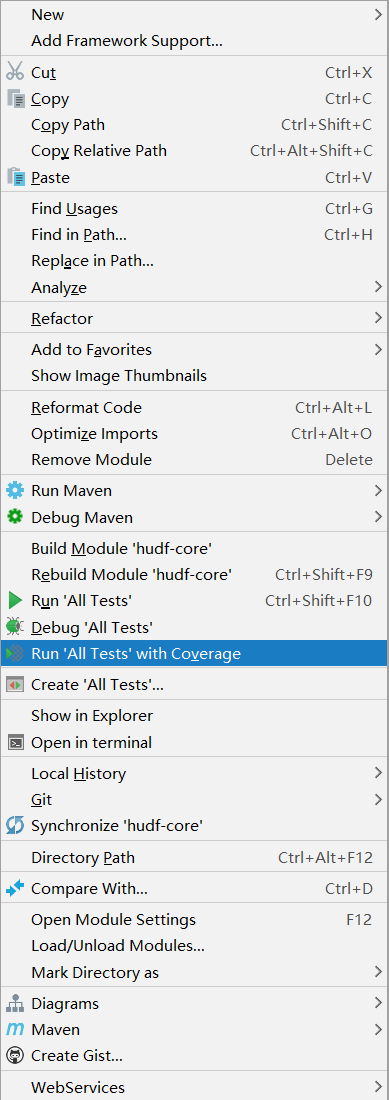 New
Add Framework Support...
Cut Ctrl+X
Copy Ctrl+C
Copy Path Ctrl+Shift+C
Copy Relative Path Ctrl+Alt+Shift+C
Paste Ctrl+V
Find Usages Ctrl+G
Find in Path... Ctrl+H
Replace in Path...
Analyze
Refactor
Add to Favorites
Show Image Thumbnails
Reformat Code Ctrl+Alt+L
Optimize Imports Ctrl+Alt+O
Remove Module Delete
Run Maven
Debug Maven
Build Module 'hudf-core'
Rebuild Module 'hudf-core' Ctrl+Shift+F9
Run 'All Tests' Ctrl+Shift+F10
Debug 'All Tests'
Run 'All Tests' with Coverage
Create 'All Tests'...
Show in Explorer
Open in terminal
Local History
Git
Synchronize 'hudf-core'
Directory Path Ctrl+Alt+F12
Compare With... Ctrl+D
Open Module Settings F12
Load/Unload Modules...
Mark Directory as
Diagrams
Maven
Create Gist...
WebServices